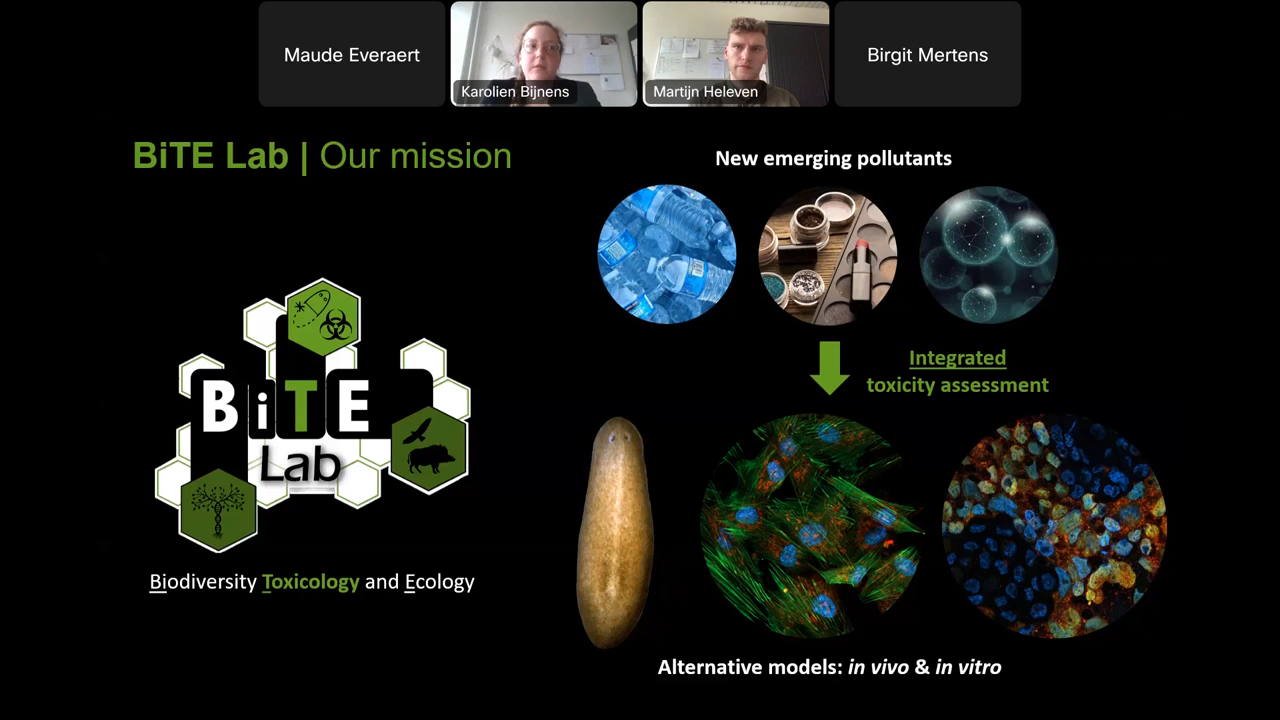 Maude Everaert
Karolien Bijnens
Martijn Heleven
Birgit Mertens
BiTE Lab | Our mission
New emerging pollutants
Integrated
toxicity assessment
BiTE
Lab
Biodiversity Toxicology and Ecology
Alternative models: in vivo & in vitro